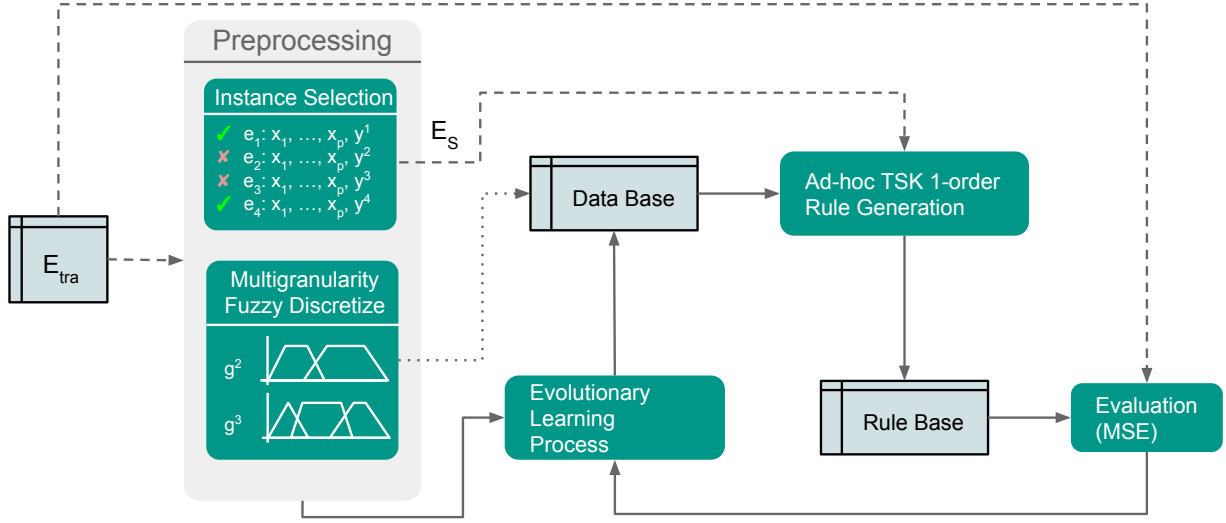 Preprocessing
Instance Selection
✓ e₁: x₁, …, xₚ, y¹
✗ e₂: x₁, …, xₚ, y²
✗ e₃: x₁, …, xₚ, y³
✓ e₄: x₁, …, xₚ, y⁴
E_S
E_tra
Multigranularity
Fuzzy Discretize
g²
g³
Data Base
Ad-hoc TSK 1-order
Rule Generation
Evolutionary
Learning
Process
Rule Base
Evaluation
(MSE)